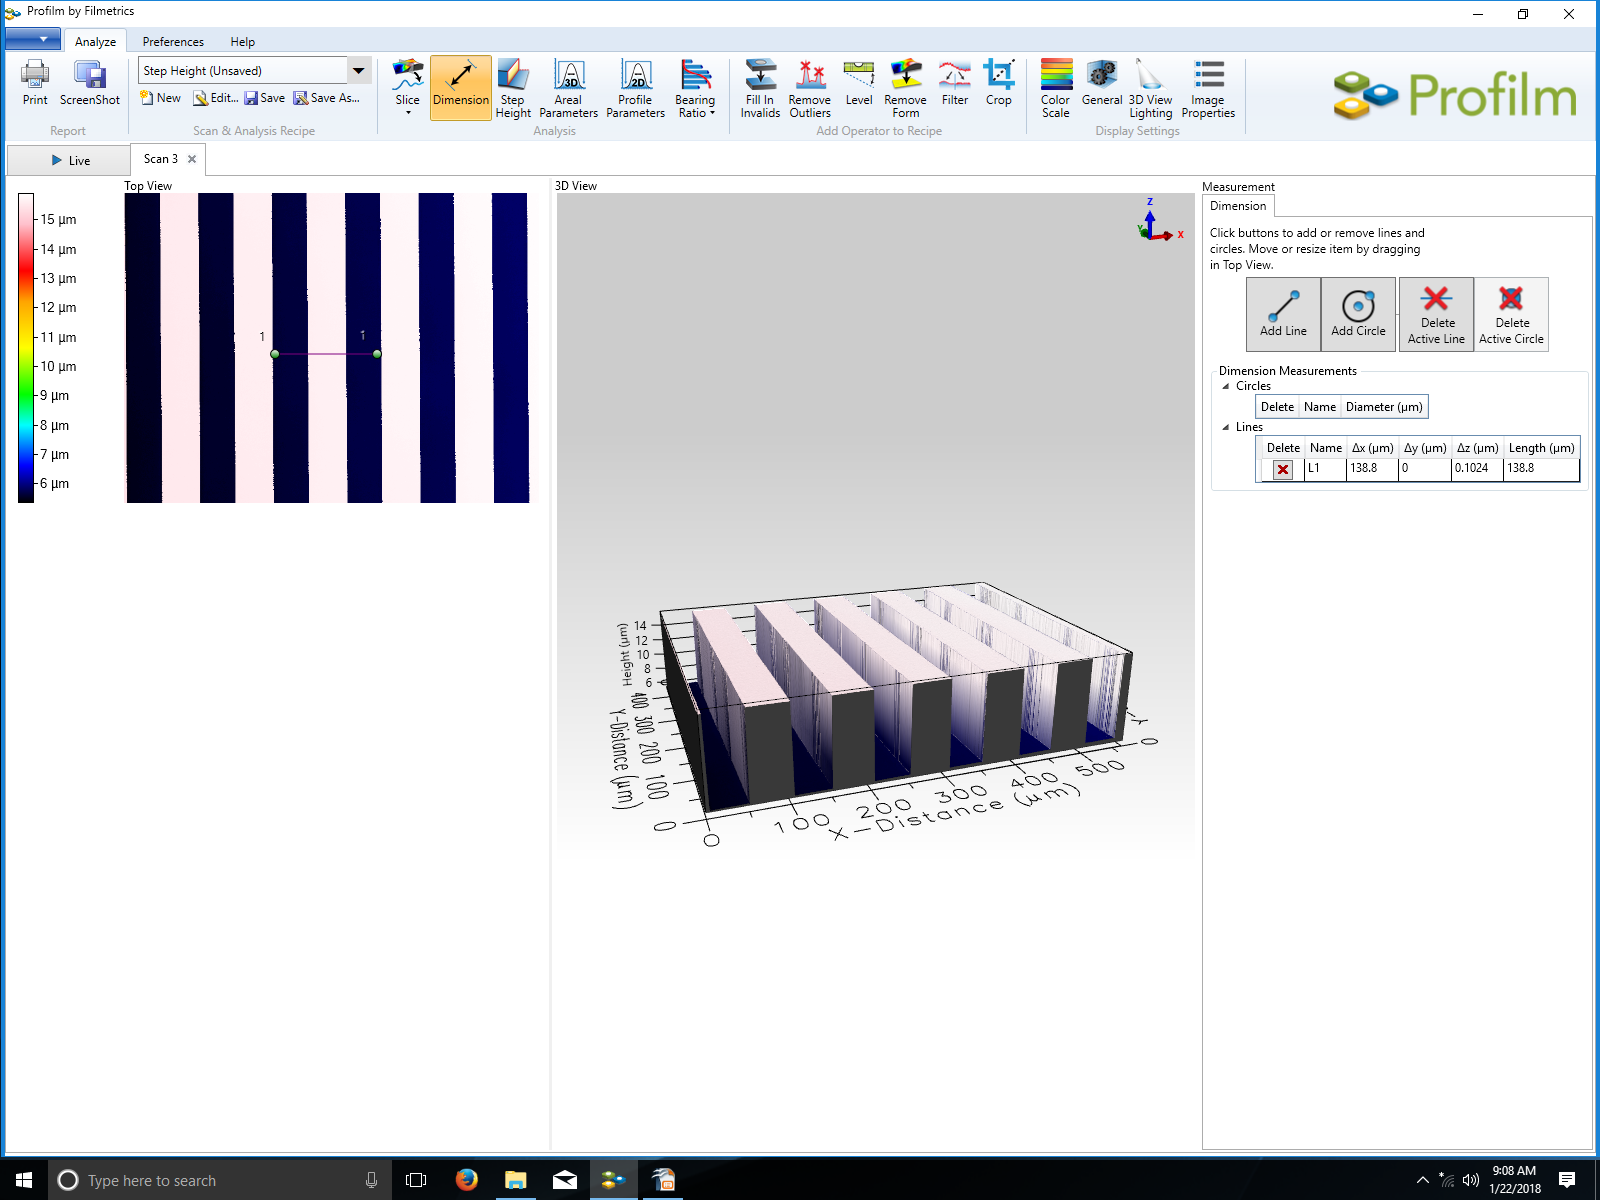 Profilm by Filmetrics
Analyze Preferences Help
Step Height (Unsaved)
Print ScreenShot
New Edit... Save Save As...
Slice Dimension Step Height Areal Parameters Profile Parameters Bearing Ratio
Fill In Invalids Remove Outliers Level Remove Form Filter Crop
Color Scale General 3D View Lighting Image Properties
Report Scan & Analysis Recipe Analysis Add Operator to Recipe Display Settings
Profilm
Live Scan 3
Top View
15 µm
14 µm
13 µm
12 µm
11 µm
10 µm
9 µm
8 µm
7 µm
6 µm
1 1
3D View
Z
Y X
Height (µm)
14
12
10
8
6
Y-Distance (µm)
400
300
200
100
0
0 100 200 300 400 500
X-Distance (µm)
0
-Y
Measurement
Dimension
Click buttons to add or remove lines and
circles. Move or resize item by dragging
in Top View.
Add Line Add Circle Delete Active Line Delete Active Circle
Dimension Measurements
Circles
Delete Name Diameter (µm)
Lines
Delete Name Δx (µm) Δy (µm) Δz (µm) Length (µm)
L1 138.8 0 0.1024 138.8
Type here to search
9:08 AM
1/22/2018